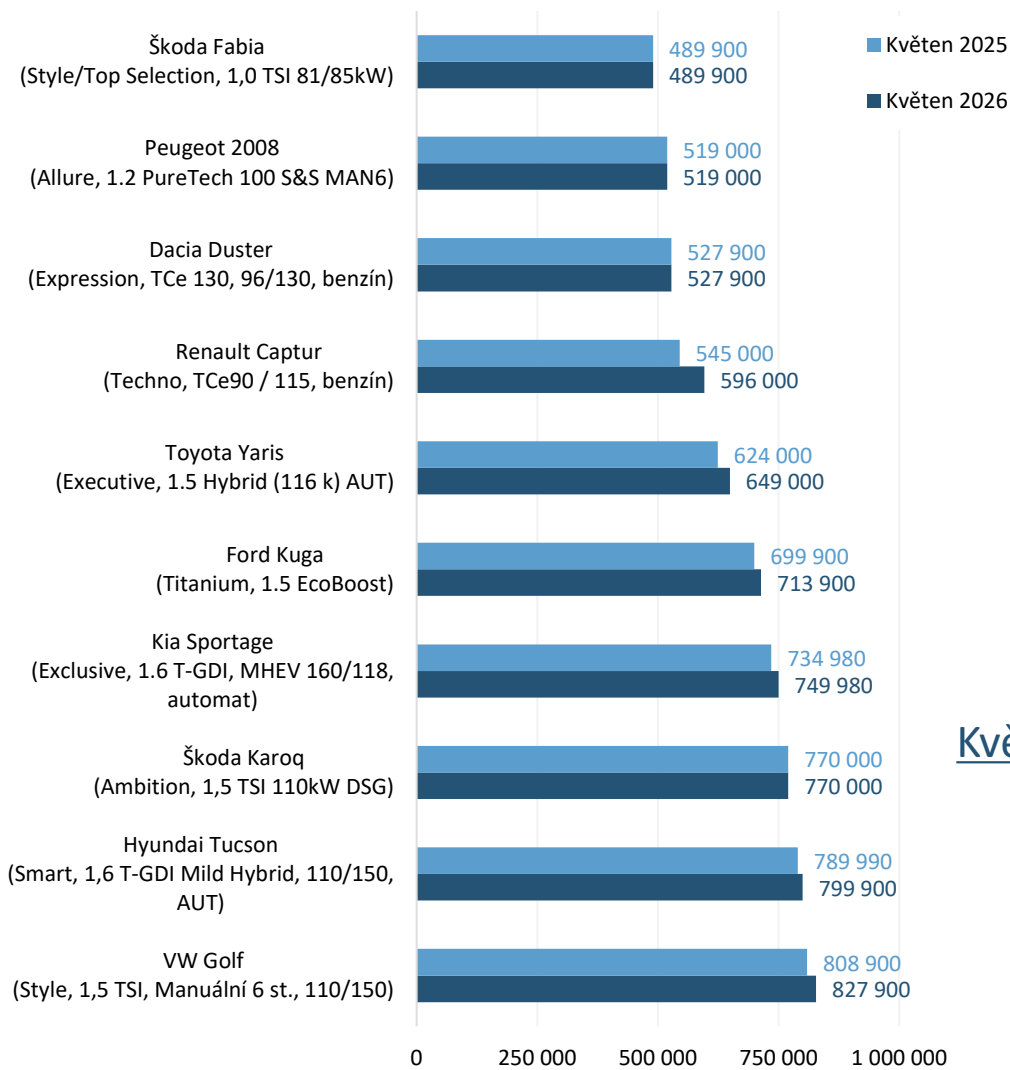 Škoda Fabia
(Style/Top Selection, 1,0 TSI 81/85kW)
489 900
489 900
Květen 2025
Květen 2026
Peugeot 2008
(Allure, 1.2 PureTech 100 S&S MAN6)
519 000
519 000
Dacia Duster
(Expression, TCe 130, 96/130, benzín)
527 900
527 900
Renault Captur
(Techno, TCe90 / 115, benzín)
545 000
596 000
Toyota Yaris
(Executive, 1.5 Hybrid (116 k) AUT)
624 000
649 000
Ford Kuga
(Titanium, 1.5 EcoBoost)
699 900
713 900
Kia Sportage
(Exclusive, 1.6 T-GDI, MHEV 160/118,
automat)
734 980
749 980
Škoda Karoq
(Ambition, 1,5 TSI 110kW DSG)
770 000
770 000
Hyundai Tucson
(Smart, 1,6 T-GDI Mild Hybrid, 110/150,
AUT)
789 990
799 900
VW Golf
(Style, 1,5 TSI, Manuální 6 st., 110/150)
808 900
827 900
0 250 000 500 000 750 000 1 000 000